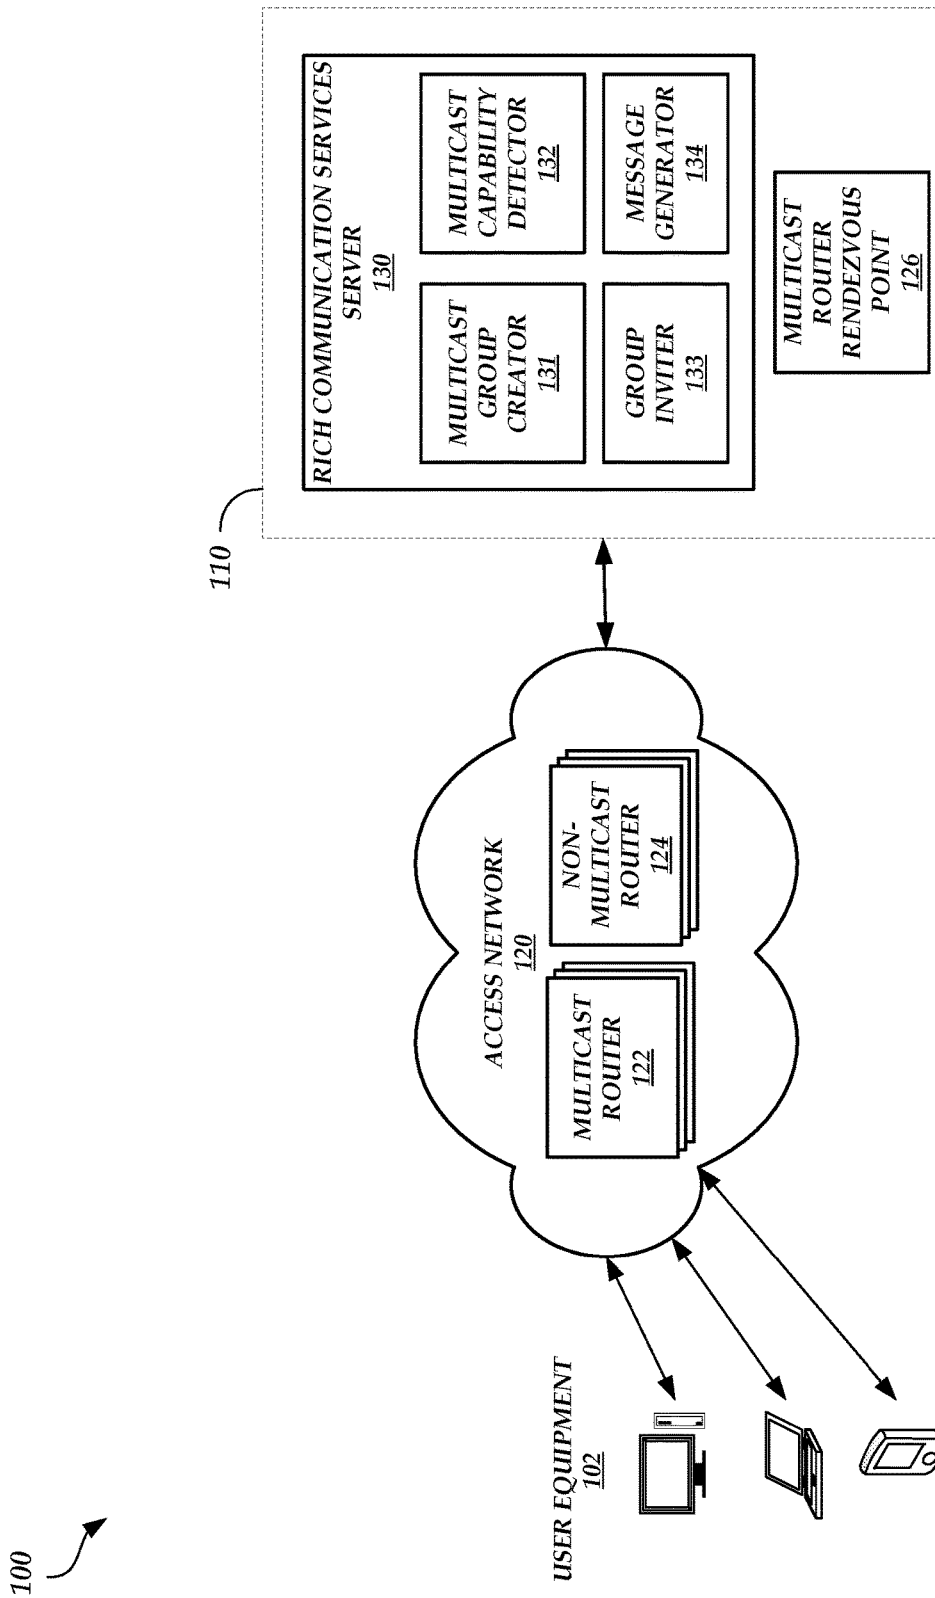 100
USER EQUIPMENT
102
ACCESS NETWORK
120
MULTICAST
ROUTER
122
NON-
MULTICAST
ROUTER
124
110
RICH COMMUNICATION SERVICES
SERVER
130
MULTICAST
GROUP
CREATOR
131
MULTICAST
CAPABILITY
DETECTOR
132
GROUP
INVITER
133
MESSAGE
GENERATOR
134
MULTICAST
ROUTER
RENDEZVOUS
POINT
126